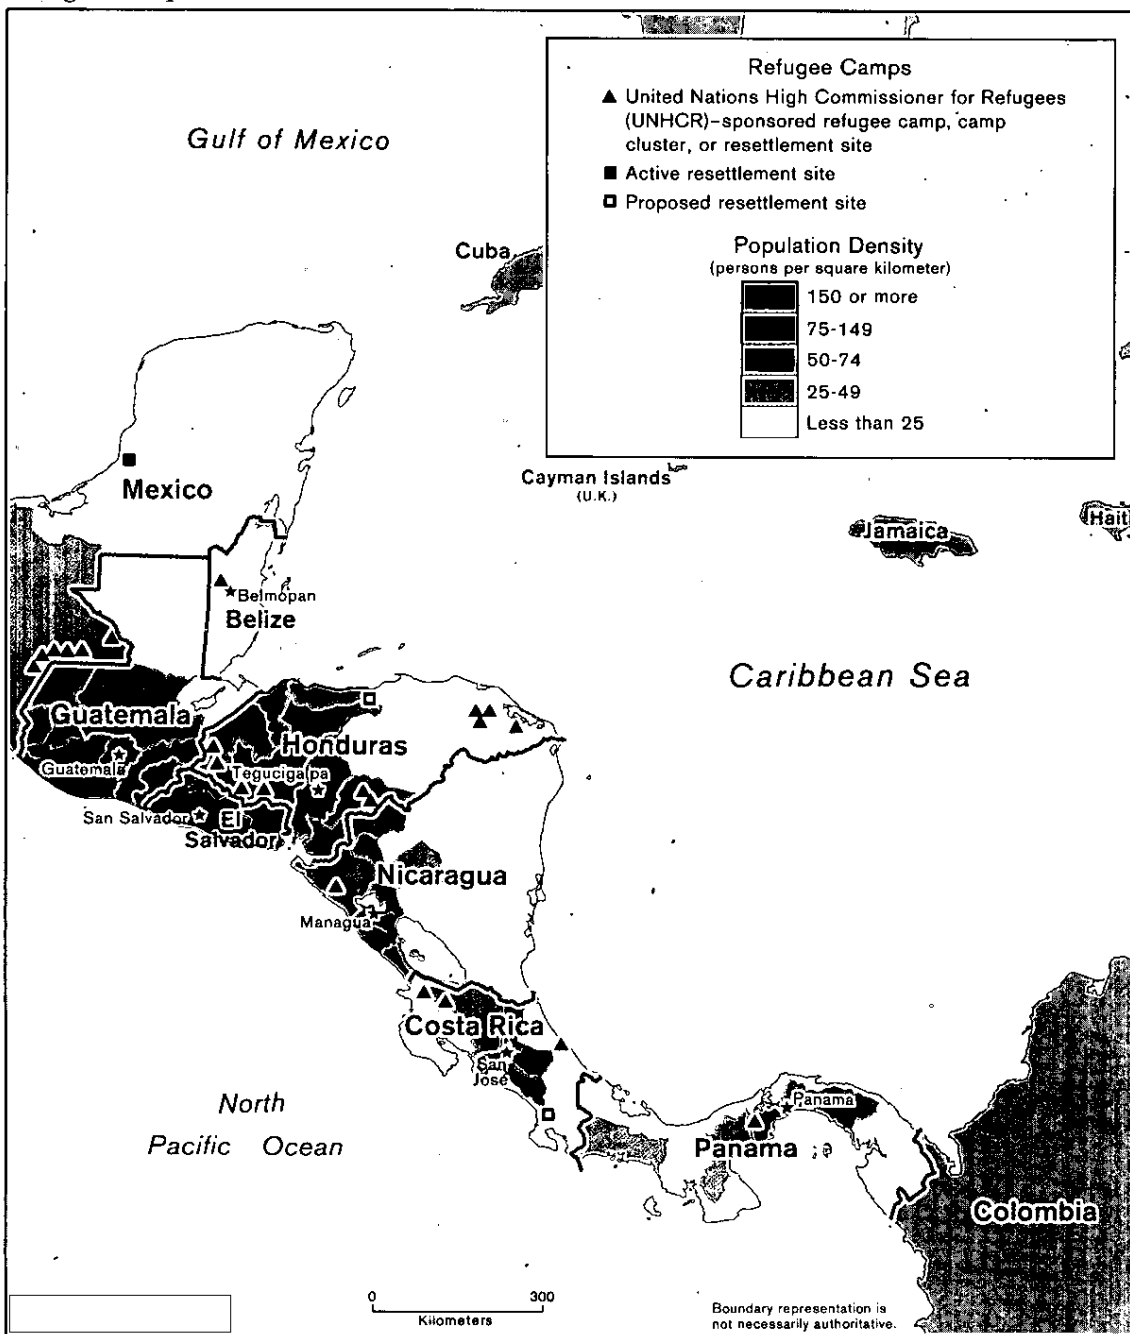 Refugee Camps
United Nations High Commissioner for Refugees
(UNHCR)-sponsored refugee camp, camp
cluster, or resettlement site
Active resettlement site
Proposed resettlement site
Population Density
(persons per square kilometer)
150 or more
75-149
50-74
25-49
Less than 25
Gulf of Mexico
Cuba
Cayman Islands
(U.K.)
Mexico
Jamaica
Haiti
Belmopan
Belize
Caribbean Sea
Guatemala
Guatemala
Honduras
Tegucigalpa
San Salvador
El
Salvador
Nicaragua
Managua
Costa Rica
San
José
North
Pacific Ocean
Panama
Panama
Colombia
0 300
Kilometers
Boundary representation is
not necessarily authoritative.